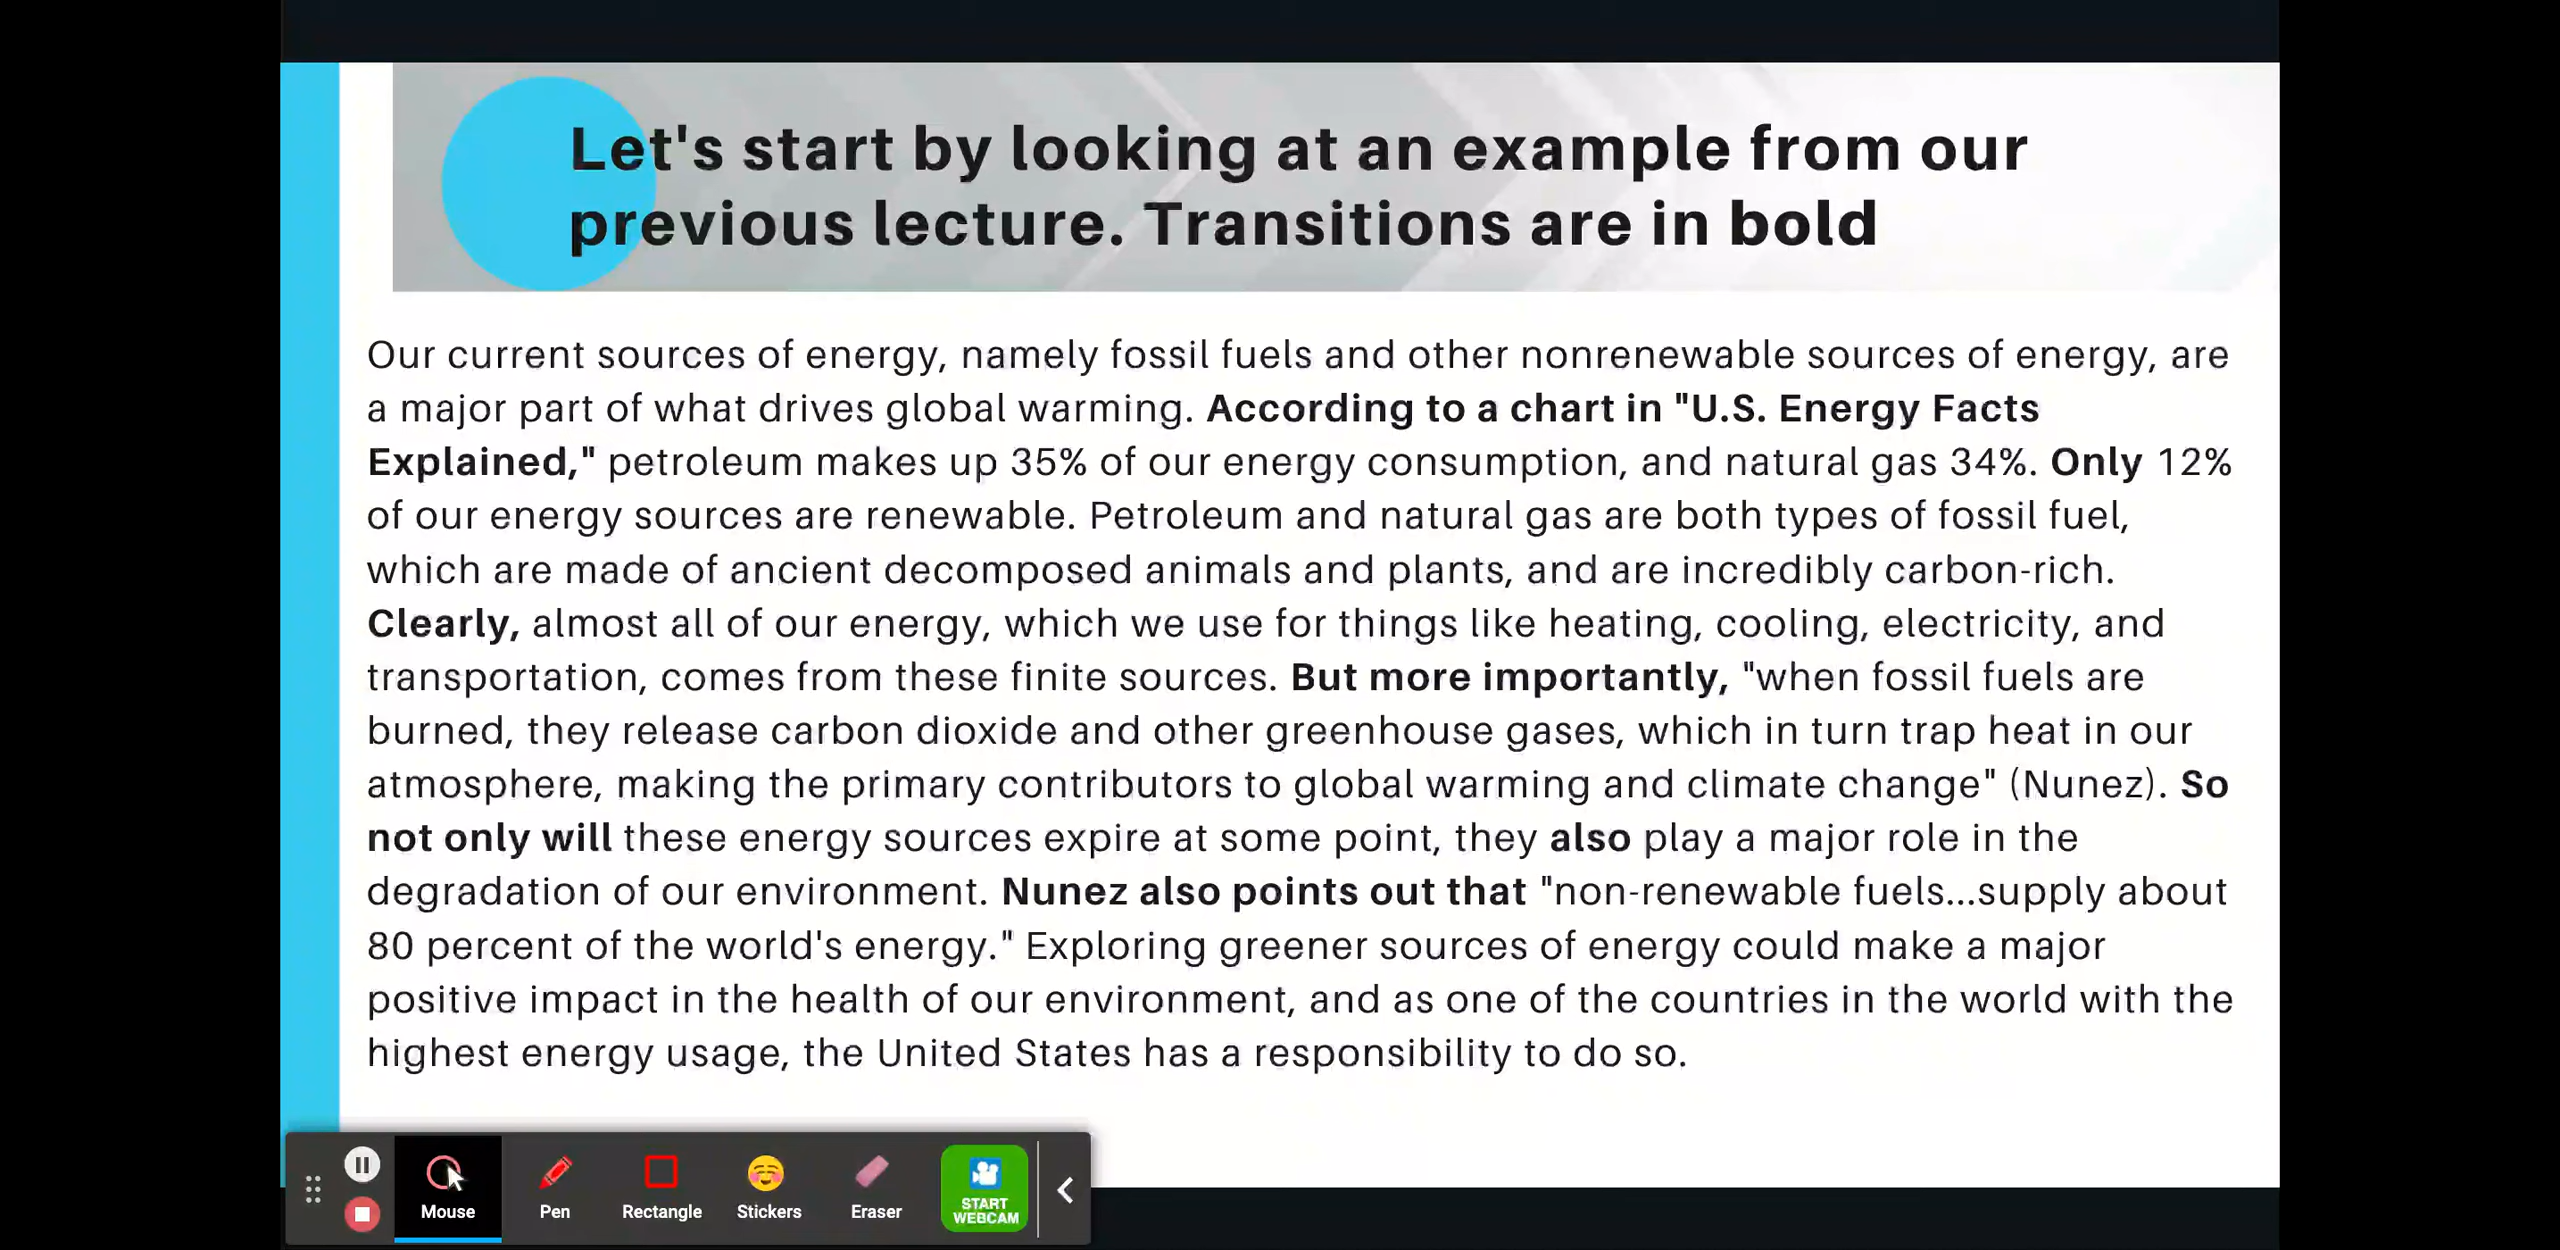 Let's start by looking at an example from our
previous lecture. Transitions are in bold
Our current sources of energy, namely fossil fuels and other nonrenewable sources of energy, are
a major part of what drives global warming. According to a chart in "U.S. Energy Facts
Explained," petroleum makes up 35% of our energy consumption, and natural gas 34%. Only 12%
of our energy sources are renewable. Petroleum and natural gas are both types of fossil fuel,
which are made of ancient decomposed animals and plants, and are incredibly carbon-rich.
Clearly, almost all of our energy, which we use for things like heating, cooling, electricity, and
transportation, comes from these finite sources. But more importantly, "when fossil fuels are
burned, they release carbon dioxide and other greenhouse gases, which in turn trap heat in our
atmosphere, making the primary contributors to global warming and climate change" (Nunez). So
not only will these energy sources expire at some point, they also play a major role in the
degradation of our environment. Nunez also points out that "non-renewable fuels...supply about
80 percent of the world's energy." Exploring greener sources of energy could make a major
positive impact in the health of our environment, and as one of the countries in the world with the
highest energy usage, the United States has a responsibility to do so.
Mouse Pen Rectangle Stickers Eraser START
WEBCAM